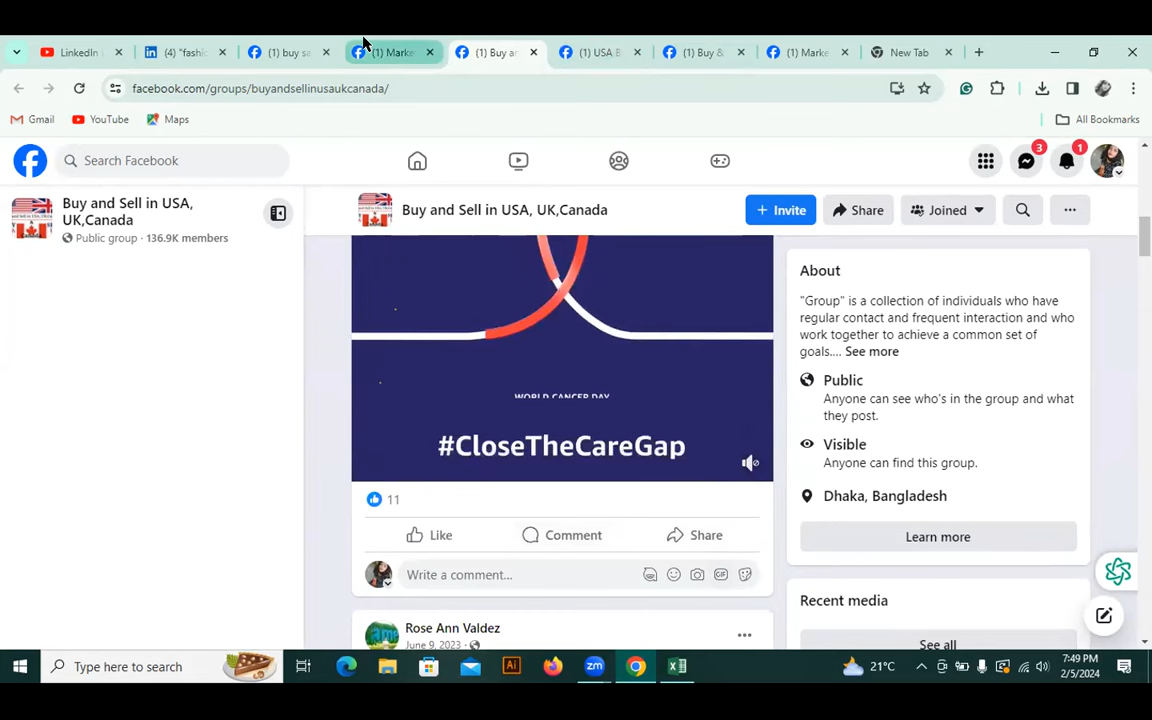 LinkedIn
(4) "fashio
(1) buy sa
(1) Marke
(1) Buy an
(1) USA B
(1) Buy &
(1) Marke
New Tab
facebook.com/groups/buyandsellinusaukcanada/
Gmail
YouTube
Maps
All Bookmarks
Search Facebook
3
1
Buy and Sell in USA,
UK,Canada
Public group · 136.9K members
Buy and Sell in USA, UK,Canada
+ Invite
Share
Joined
WORLD CANCER DAY
#CloseTheCareGap
11
Like
Comment
Share
Write a comment...
GIF
Rose Ann Valdez
June 9, 2023 ·
About
"Group" is a collection of individuals who have
regular contact and frequent interaction and who
work together to achieve a common set of
goals.... See more
Public
Anyone can see who's in the group and what
they post.
Visible
Anyone can find this group.
Dhaka, Bangladesh
Learn more
Recent media
See all
Type here to search
Ai
zm
21°C
7:49 PM
2/5/2024